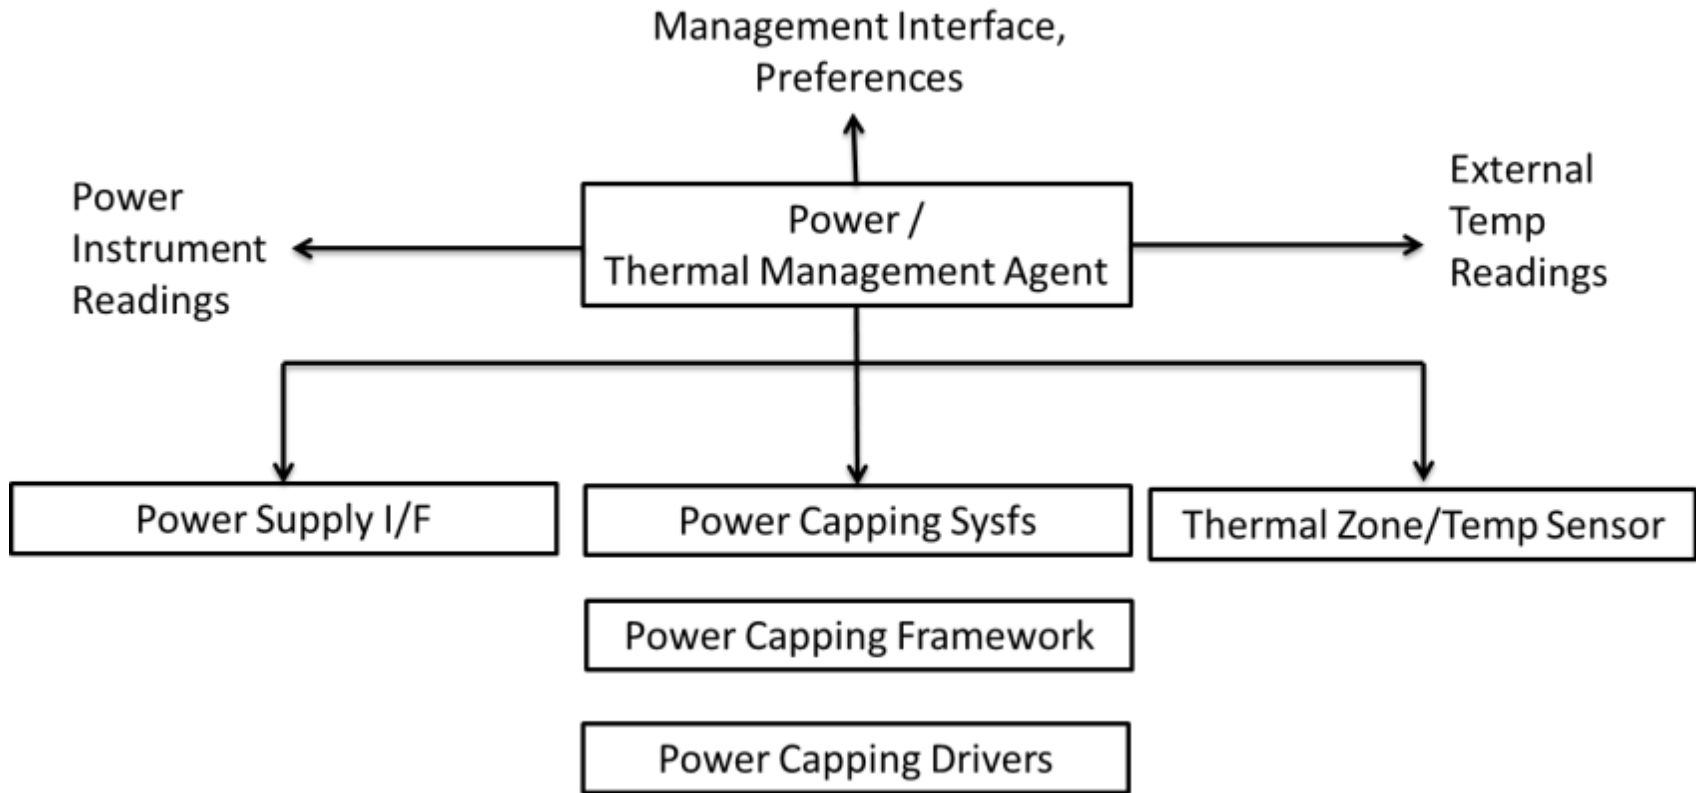 Management Interface,
Preferences
Power
Instrument
Readings
Power /
Thermal Management Agent
External
Temp
Readings
Power Supply I/F
Power Capping Sysfs
Thermal Zone/Temp Sensor
Power Capping Framework
Power Capping Drivers